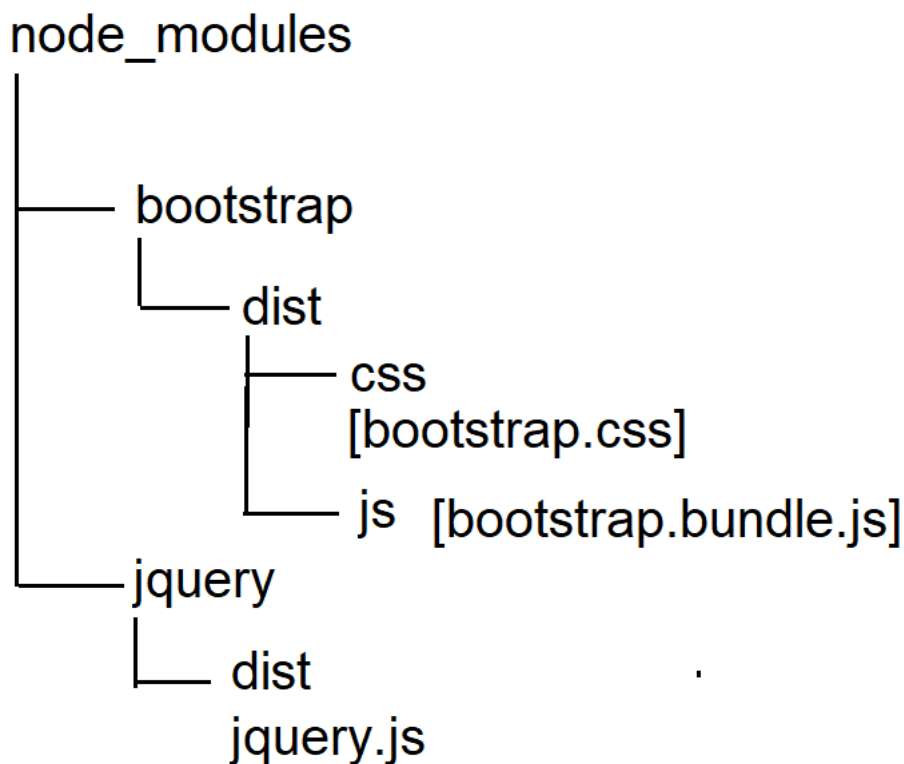 node_modules
bootstrap
dist
css
[bootstrap.css]
js [bootstrap.bundle.js]
jquery
dist
jquery.js